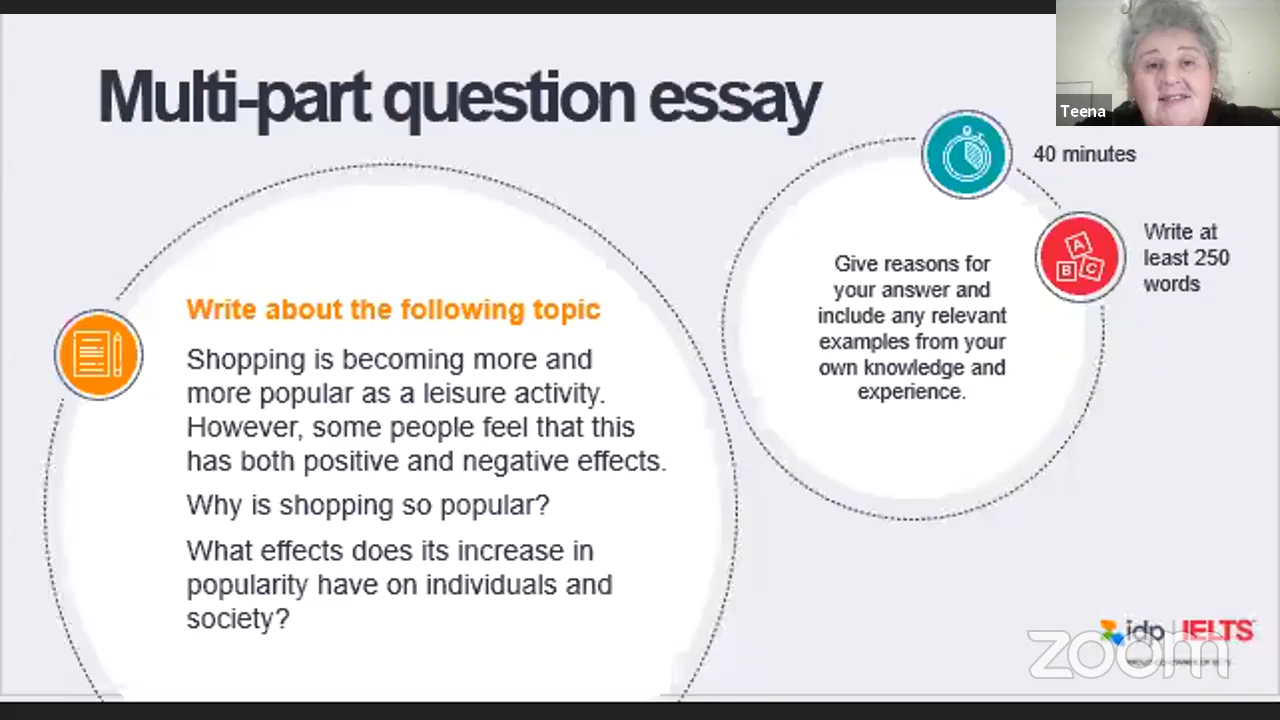 Multi-part question essay
Teena
40 minutes
Write at
least 250
words
A
B
C
Give reasons for
your answer and
include any relevant
examples from your
own knowledge and
experience.
Write about the following topic
Shopping is becoming more and
more popular as a leisure activity.
However, some people feel that this
has both positive and negative effects.
Why is shopping so popular?
What effects does its increase in
popularity have on individuals and
society?
idp IELTS
zoom